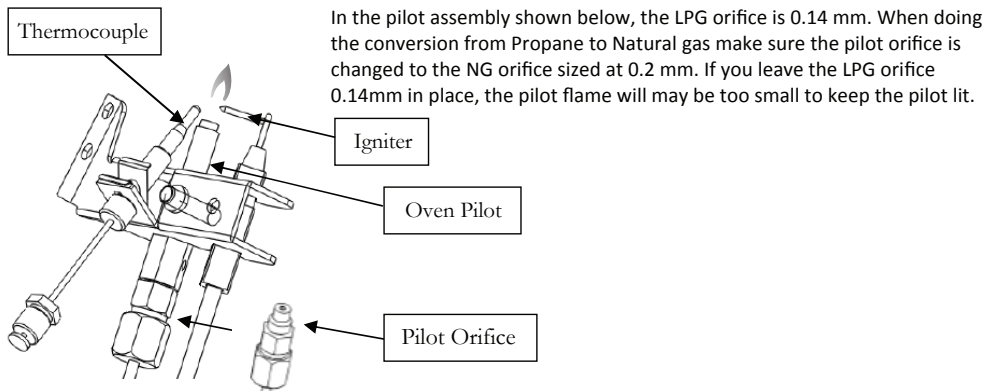 Thermocouple
In the pilot assembly shown below, the LPG orifice is 0.14 mm. When doing
the conversion from Propane to Natural gas make sure the pilot orifice is
changed to the NG orifice sized at 0.2 mm. If you leave the LPG orifice
0.14mm in place, the pilot flame will may be too small to keep the pilot lit.
Igniter
Oven Pilot
Pilot Orifice